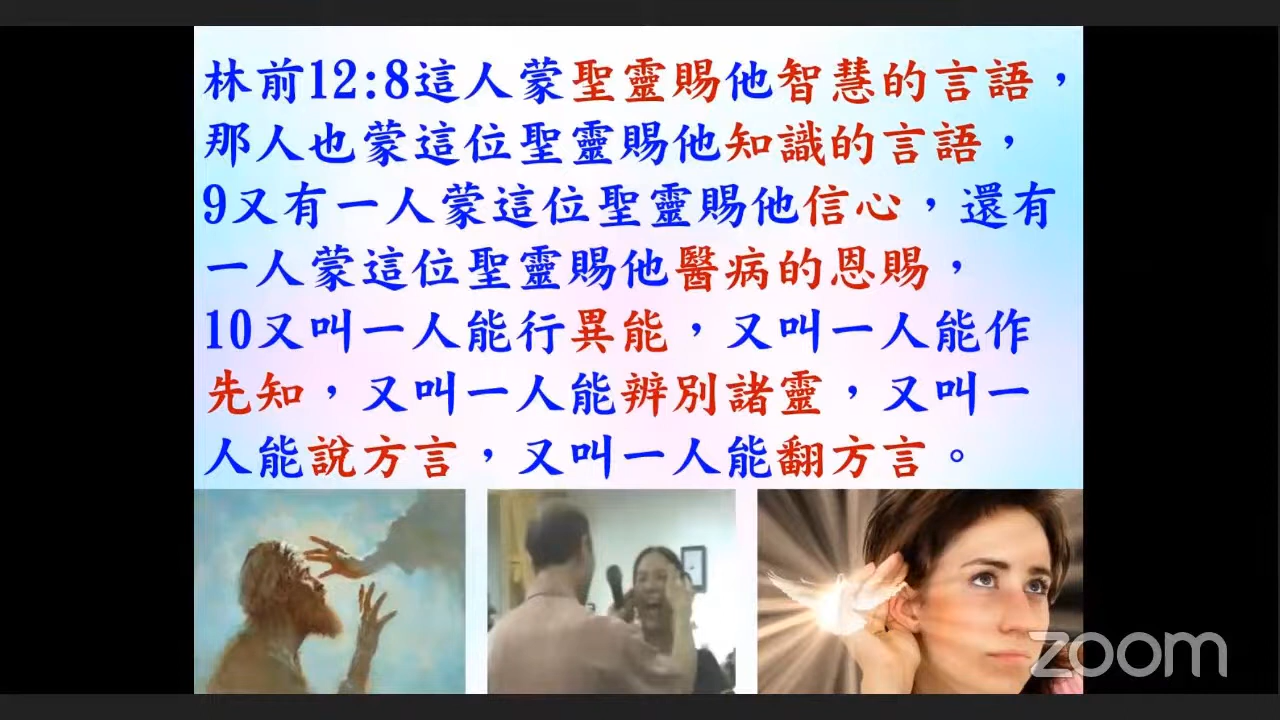 林前12:8這人蒙聖靈賜他智慧的言語，
那人也蒙這位聖靈賜他知識的言語，
9又有一人蒙這位聖靈賜他信心，還有
一人蒙這位聖靈賜他醫病的恩賜，
10又叫一人能行異能，又叫一人能作
先知，又叫一人能辨別諸靈，又叫一
人能說方言，又叫一人能翻方言。
zoom